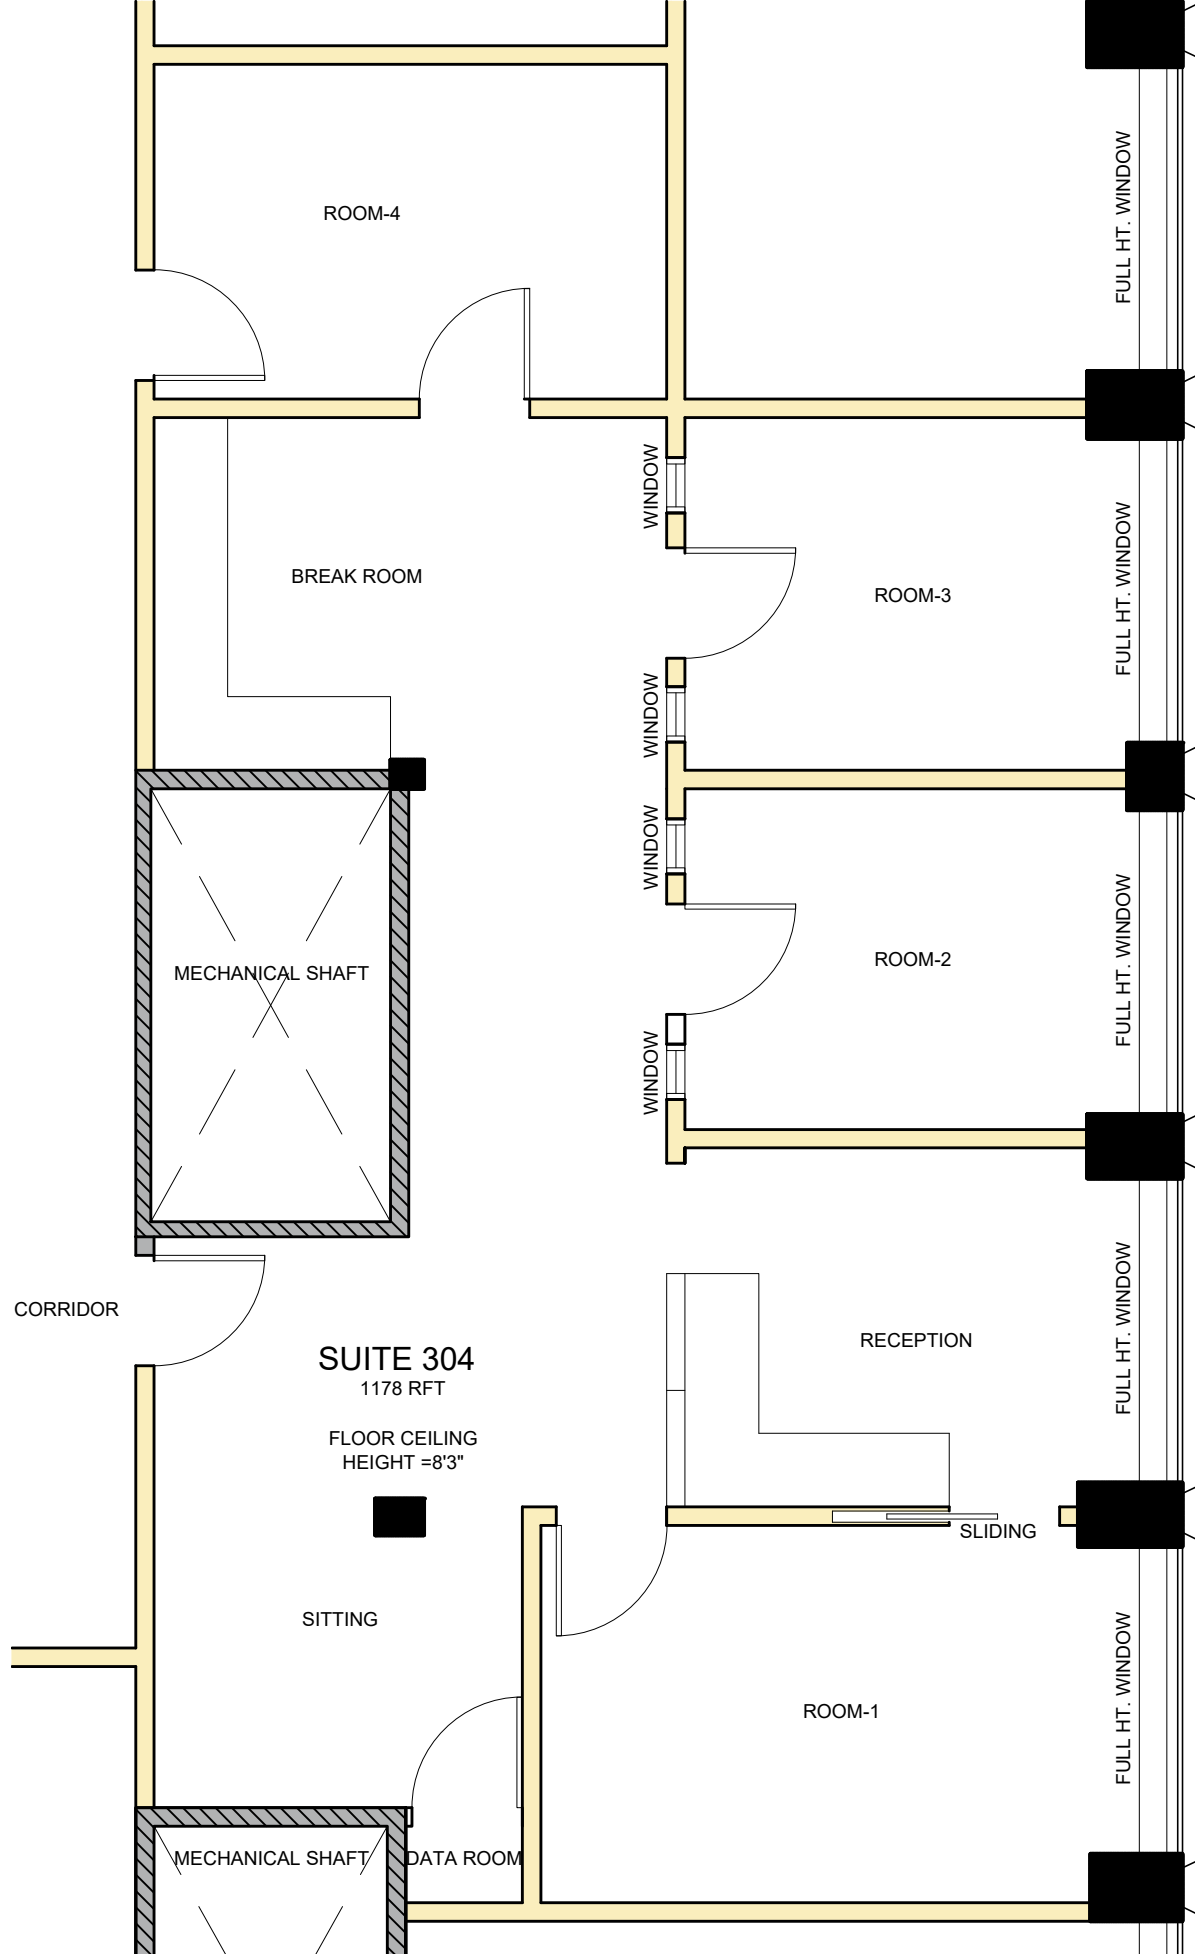 FULL HT. WINDOW
ROOM-4
WINDOW
FULL HT. WINDOW
BREAK ROOM
ROOM-3
WINDOW
WINDOW
FULL HT. WINDOW
ROOM-2
MECHANICAL SHAFT
WINDOW
CORRIDOR
FULL HT. WINDOW
RECEPTION
SUITE 304
1178 RFT
FLOOR CEILING
HEIGHT =8'3"
SLIDING
SITTING
FULL HT. WINDOW
ROOM-1
MECHANICAL SHAFT
DATA ROOM